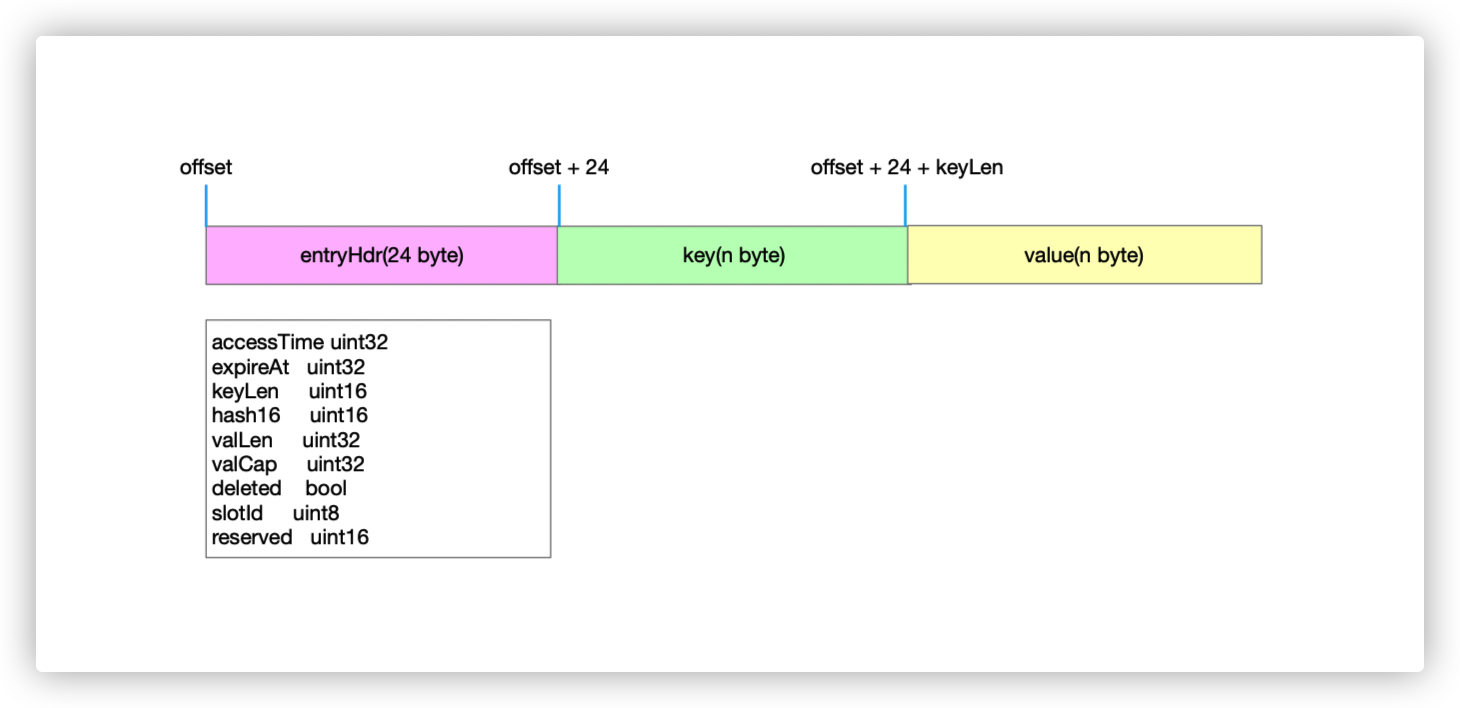 offset
offset + 24
offset + 24 + keyLen
entryHdr(24 byte)
key(n byte)
value(n byte)
accessTime uint32
expireAt uint32
keyLen uint16
hash16 uint16
valLen uint32
valCap uint32
deleted bool
slotId uint8
reserved uint16